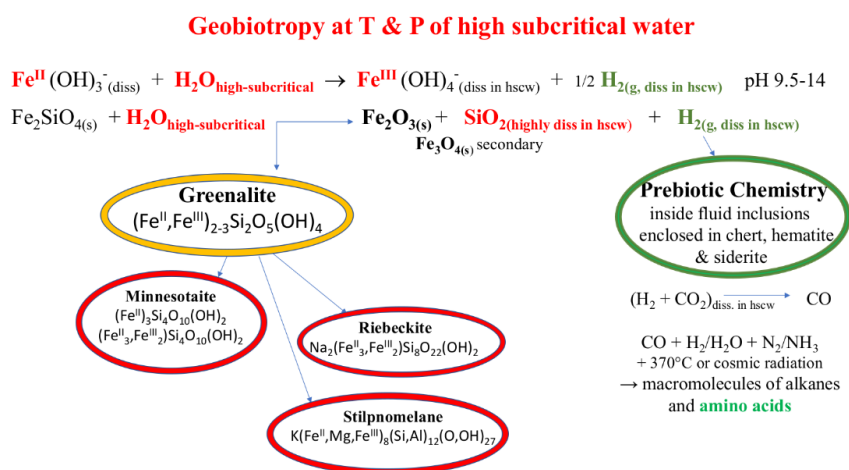 Geobiotropy at T & P of high subcritical water
Fe^II (OH)₃⁻(diss) + H₂O high-subcritical → Fe^III (OH)₄⁻(diss in hscw) + 1/2 H₂(g, diss in hscw) pH 9.5-14
Fe₂SiO₄(s) + H₂O high-subcritical Fe₂O₃(s) + SiO₂(highly diss in hscw) + H₂(g, diss in hscw)
Fe₃O₄(s) secondary
Greenalite
(Fe^II,Fe^III)₂₋₃Si₂O₅(OH)₄
Minnesotaite
(Fe^II)₃Si₄O₁₀(OH)₂
(Fe^II₃,Fe^III₂)Si₄O₁₀(OH)₂
Riebeckite
Na₂(Fe^II₃,Fe^III₂)Si₈O₂₂(OH)₂
Stilpnomelane
K(Fe^II,Mg,Fe^III)₈(Si,Al)₁₂(O,OH)₂₇
Prebiotic Chemistry
inside fluid inclusions
enclosed in chert, hematite
& siderite
(H₂ + CO₂)diss. in hscw → CO
CO + H₂/H₂O + N₂/NH₃
+ 370°C or cosmic radiation
→ macromolecules of alkanes
and amino acids